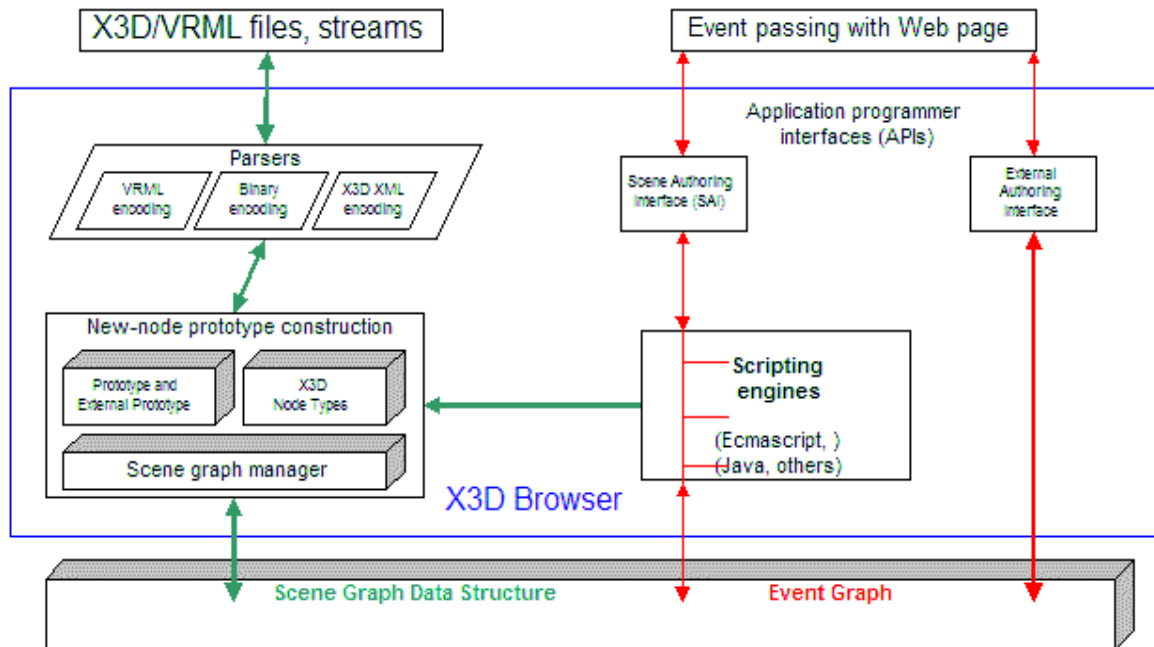 X3D/VRML files, streams
Event passing with Web page
Application programmer
interfaces (APIs)
Parsers
VRML
encoding
Binary
encoding
X3D XML
encoding
Scene Authoring
Interface (SAI)
External
Authoring
Interface
New-node prototype construction
Prototype and
External Prototype
X3D
Node Types
Scene graph manager
Scripting
engines
(Ecmascript, )
(Java, others)
X3D Browser
Scene Graph Data Structure
Event Graph